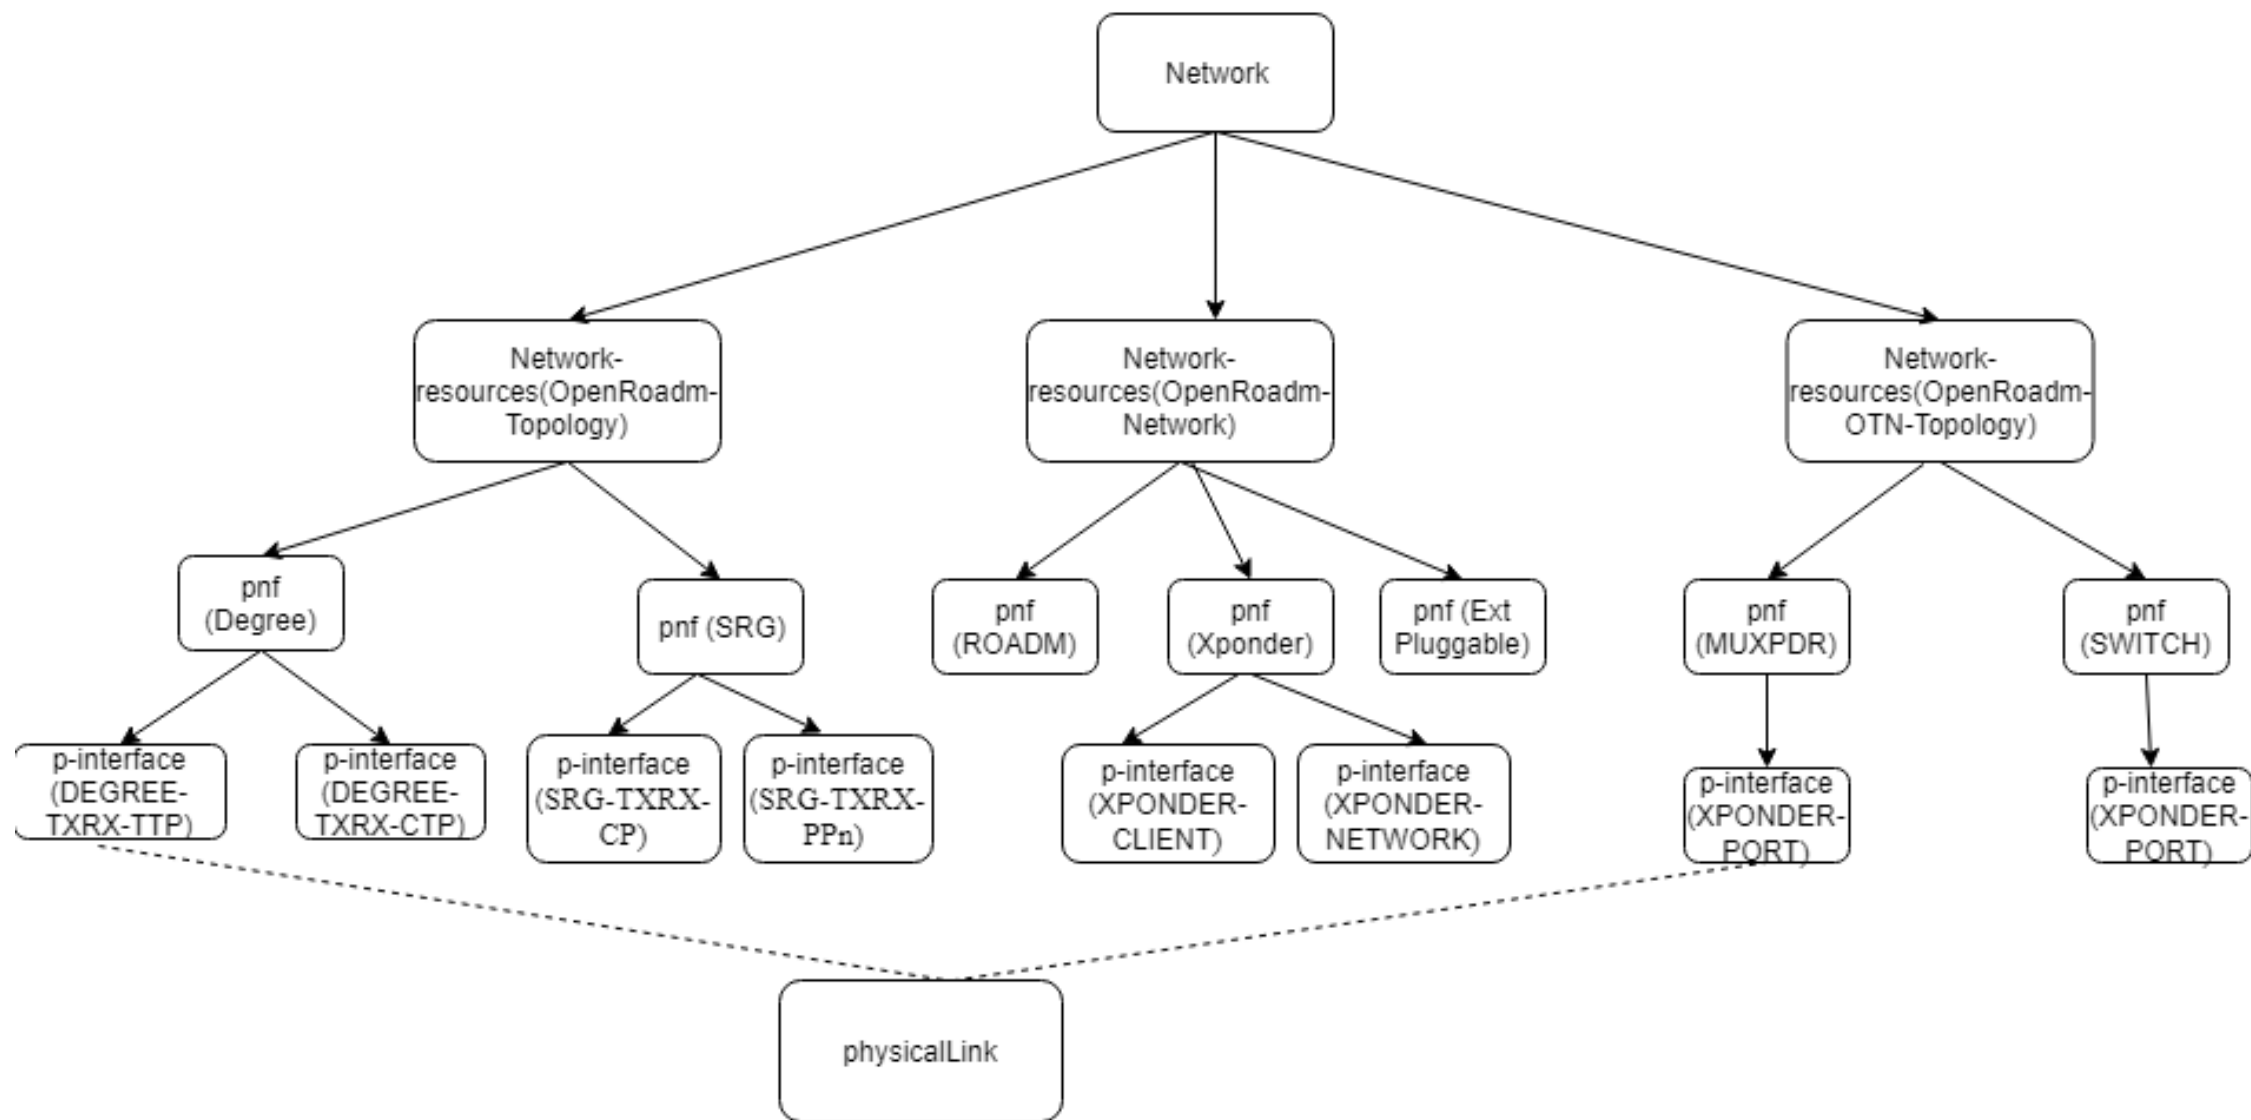 Network
Network-
resources(OpenRoadm-
Topology)
Network-
resources(OpenRoadm-
Network)
Network-
resources(OpenRoadm-
OTN-Topology)
pnf
(Degree)
pnf (SRG)
pnf
(ROADM)
pnf
(Xponder)
pnf (Ext
Pluggable)
pnf
(MUXPDR)
pnf
(SWITCH)
p-interface
(DEGREE-
TXRX-TTP)
p-interface
(DEGREE-
TXRX-CTP)
p-interface
(SRG-TXRX-
CP)
p-interface
(SRG-TXRX-
PPn)
p-interface
(XPONDER-
CLIENT)
p-interface
(XPONDER-
NETWORK)
p-interface
(XPONDER-
PORT)
p-interface
(XPONDER-
PORT)
physicalLink